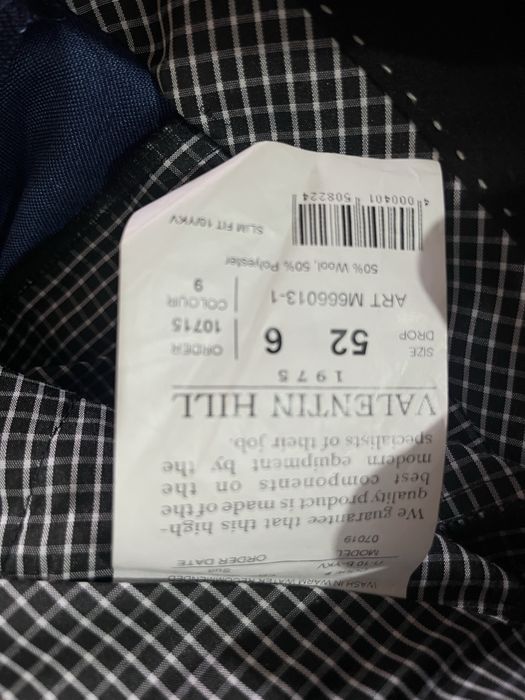 MODEL ORDER DATE
07019
We guarantee that this high-
quality product is made of the
best components on the
modern equipment by the
specialists of their job.
VALENTIN HILL
1975
SIZE 52 6 ORDER
DROP 10715
ART M666013-1 COLOUR
9
50% Wool, 50% Polyester
SLIM FIT 10/YKV
4 000401 508224